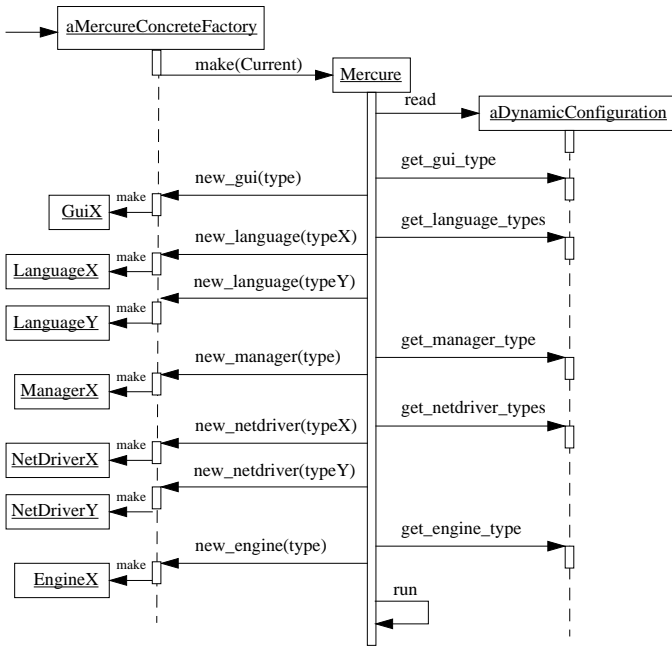 aMercureConcreteFactory
make(Current)
Mercure
read
aDynamicConfiguration
get_gui_type
new_gui(type)
make
GuiX
get_language_types
new_language(typeX)
make
LanguageX
new_language(typeY)
make
LanguageY
get_manager_type
new_manager(type)
make
ManagerX
get_netdriver_types
new_netdriver(typeX)
make
NetDriverX
new_netdriver(typeY)
make
NetDriverY
get_engine_type
new_engine(type)
make
EngineX
run